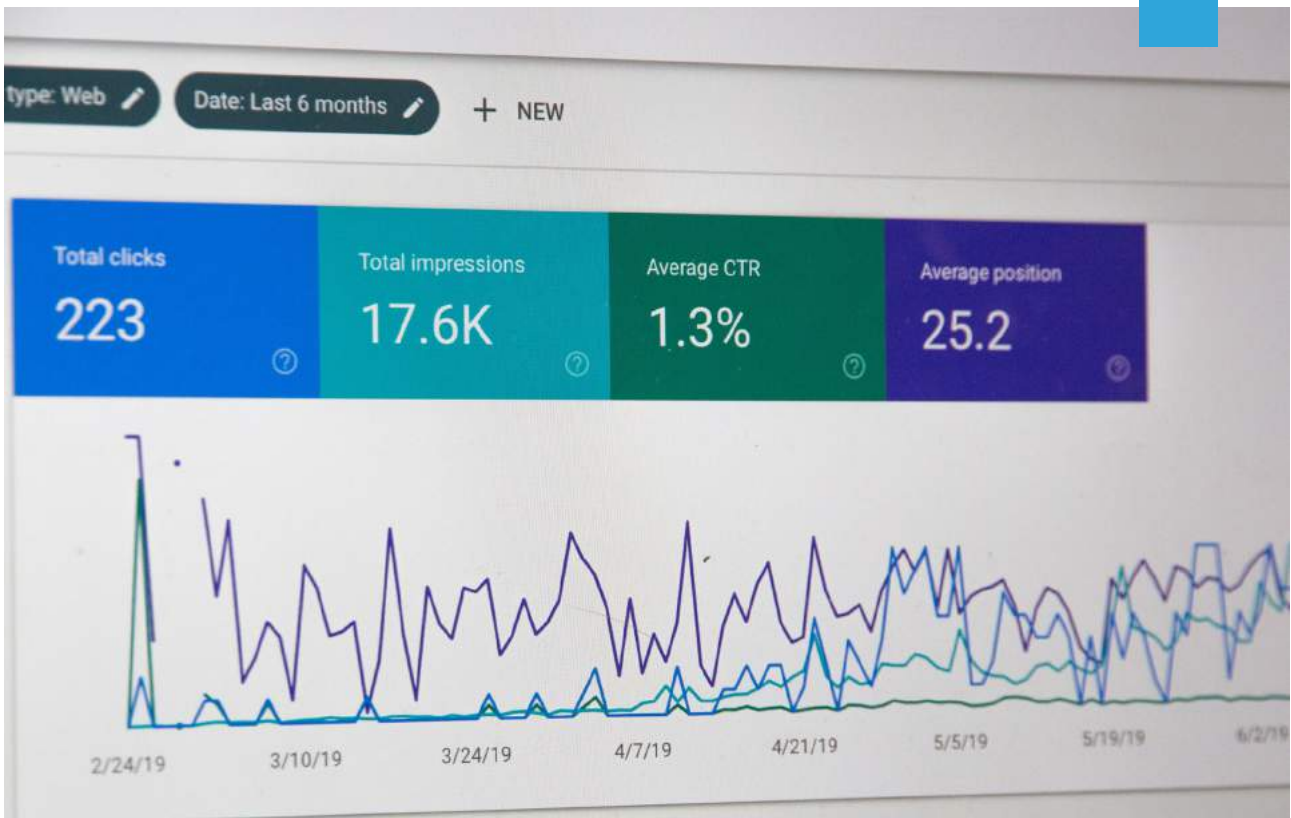 type: Web
Date: Last 6 months
+ NEW
Total clicks
223
Total impressions
17.6K
Average CTR
1.3%
Average position
25.2
2/24/19
3/10/19
3/24/19
4/7/19
4/21/19
5/5/19
5/19/19
6/2/19